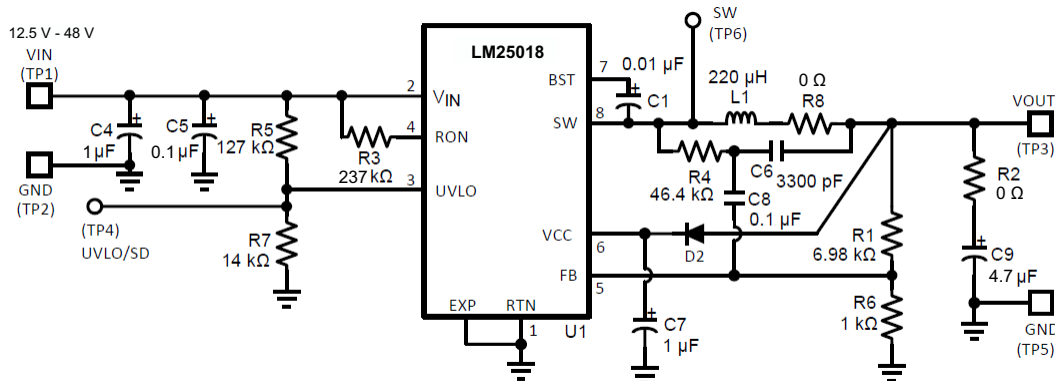 12.5 V - 48 V
VIN
(TP1)
GND
(TP2)
C4
1 µF
C5
0.1 µF
R5
127
kΩ
R3
237 kΩ
(TP4)
UVLO/SD
R7
14 kΩ
LM25018
2
VIN
4
RON
3
UVLO
EXP
RTN
1
U1
BST
7
SW
8
VCC
6
FB
5
0.01 µF
C1
SW
(TP6)
220 µH
L1
0 Ω
R8
R4
46.4 kΩ
C6
3300 pF
C8
0.1 µF
D2
C7
1 µF
R1
6.98 kΩ
R6
1 kΩ
VOUT
(TP3)
R2
0 Ω
C9
4.7 µF
GND
(TP5)